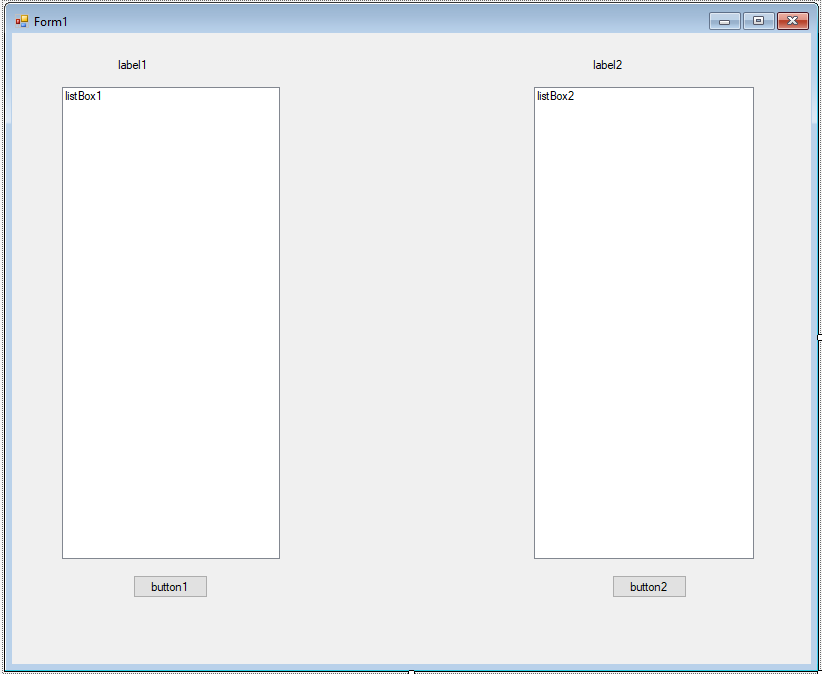 Form1
label1
label2
listBox1
listBox2
button1
button2